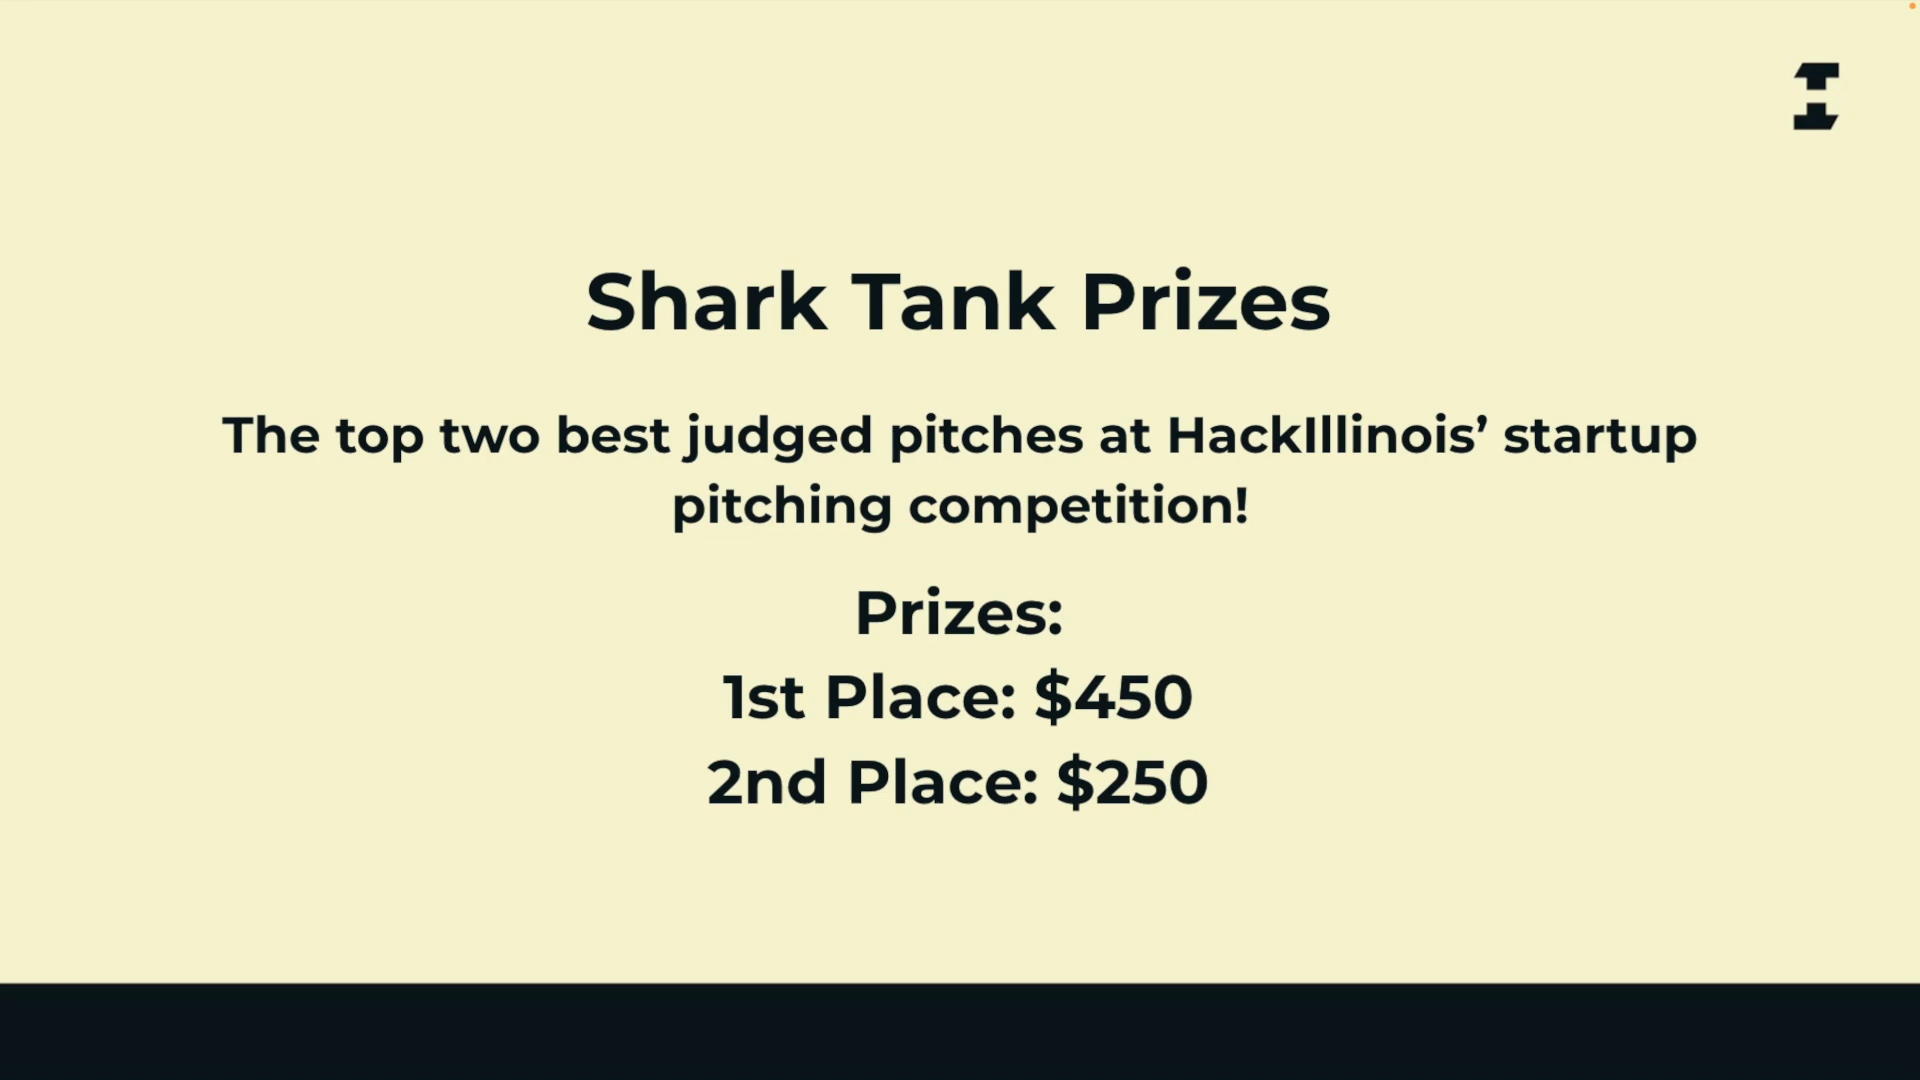 Shark Tank Prizes
The top two best judged pitches at HackIllinois’ startup
pitching competition!
Prizes:
1st Place: $450
2nd Place: $250